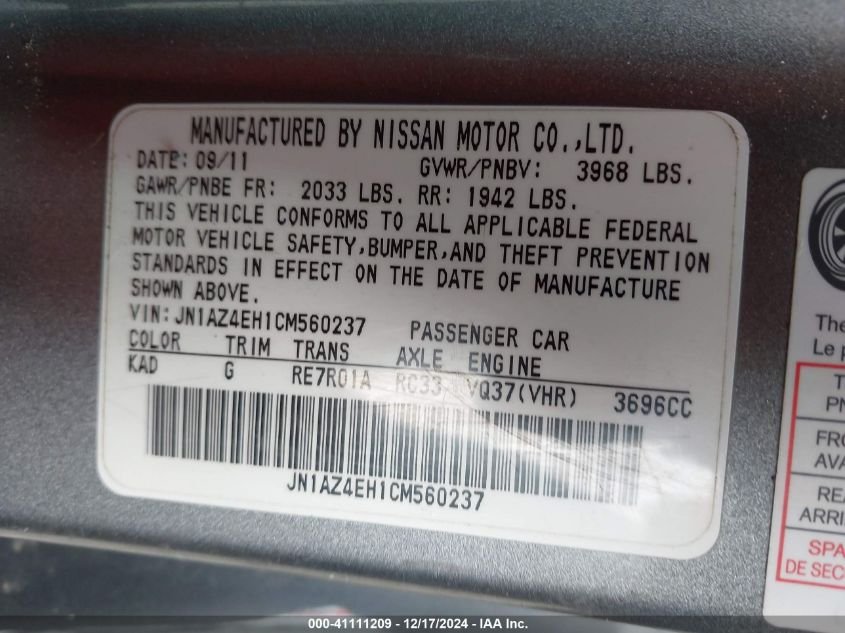 MANUFACTURED BY NISSAN MOTOR CO.,LTD.
DATE: 09/11 GVWR/PNBV: 3968 LBS.
GAWR/PNBE FR: 2033 LBS. RR: 1942 LBS.
THIS VEHICLE CONFORMS TO ALL APPLICABLE FEDERAL
MOTOR VEHICLE SAFETY,BUMPER,AND THEFT PREVENTION
STANDARDS IN EFFECT ON THE DATE OF MANUFACTURE
SHOWN ABOVE.
VIN: JN1AZ4EH1CM560237 PASSENGER CAR
COLOR TRIM TRANS AXLE ENGINE
KAD G RE7R01A RC33 VQ37(VHR) 3696CC
JN1AZ4EH1CM560237
The
Le p
T
PN
FRO
AVA
REA
ARRI
SPA
DE SEC
000-41111209 - 12/17/2024 - IAA Inc.